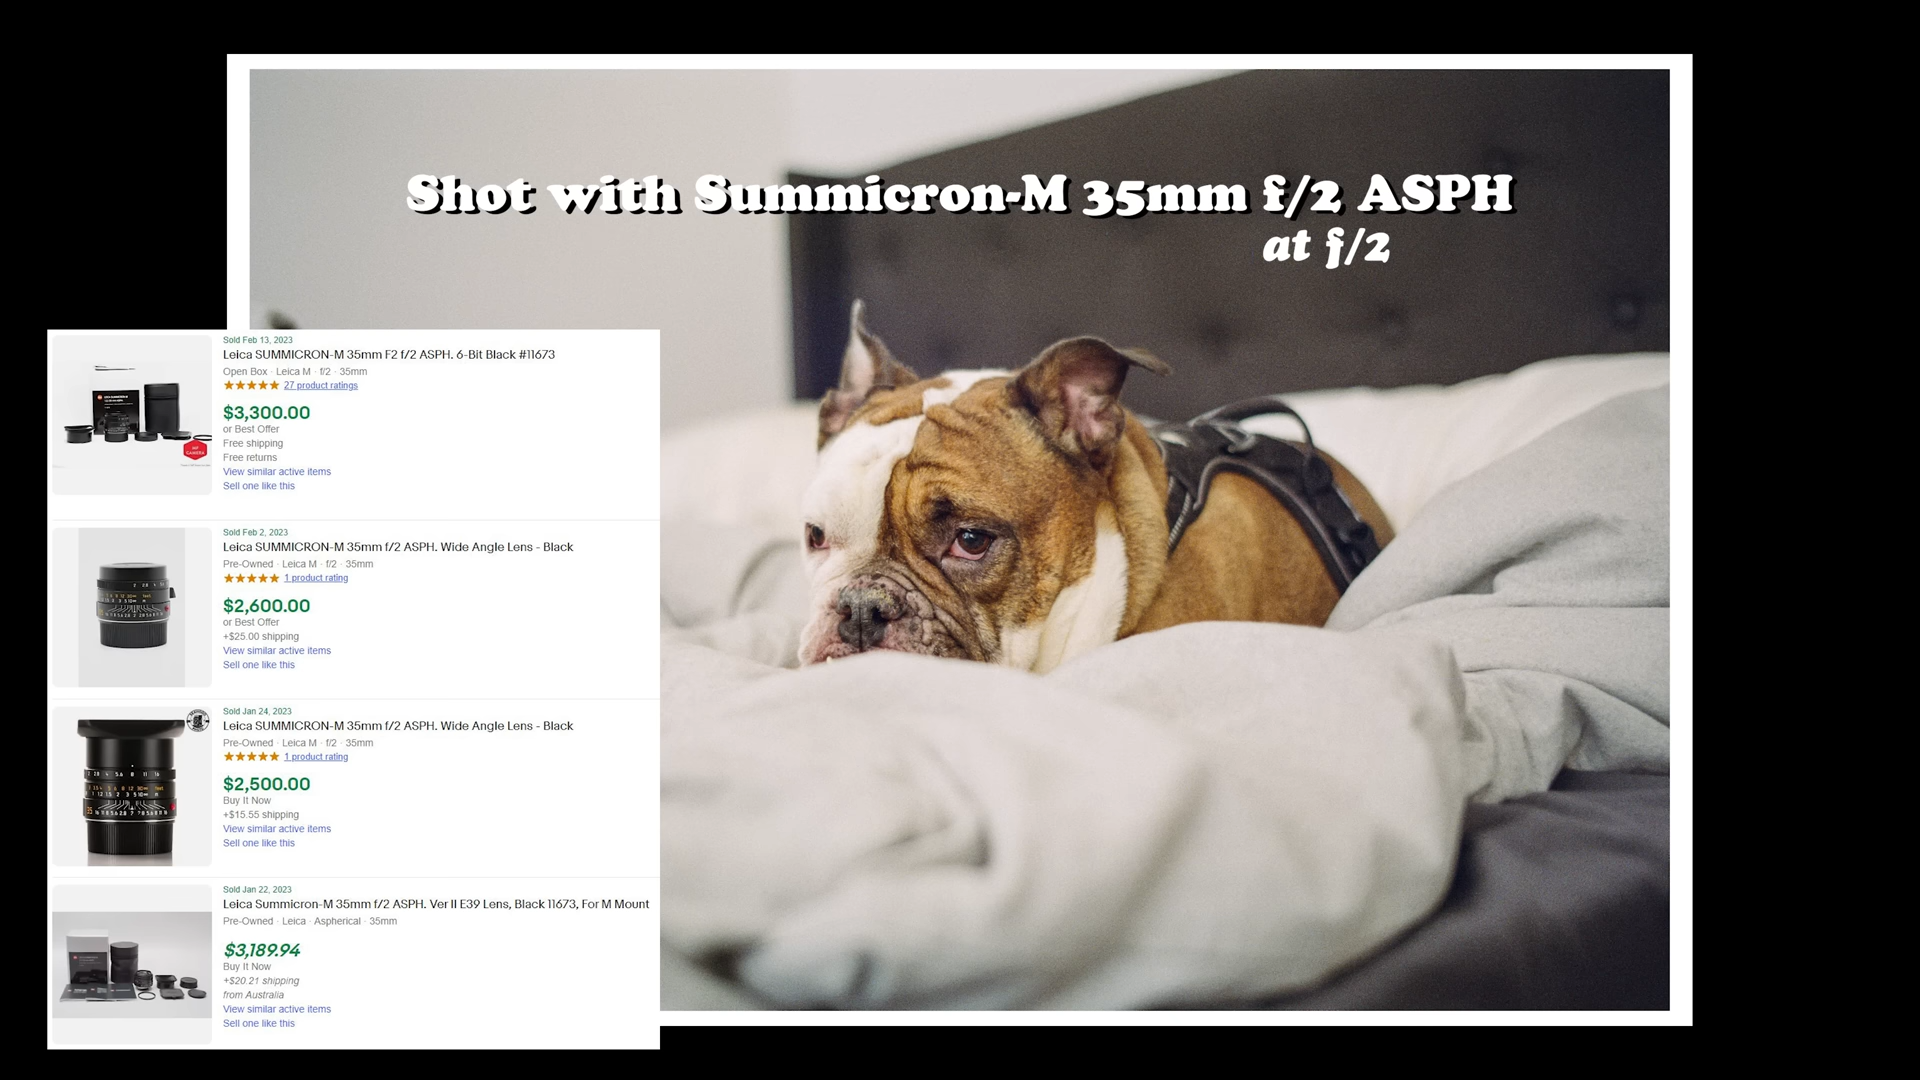 Shot with Summicron-M 35mm f/2 ASPH
at f/2
Sold Feb 13, 2023
Leica SUMMICRON-M 35mm F2 f/2 ASPH. 6-Bit Black #11673
Open Box · Leica M · f/2 · 35mm
27 product ratings
$3,300.00
or Best Offer
Free shipping
Free returns
View similar active items
Sell one like this
Sold Feb 2, 2023
Leica SUMMICRON-M 35mm f/2 ASPH. Wide Angle Lens - Black
Pre-Owned · Leica M · f/2 · 35mm
1 product rating
$2,600.00
or Best Offer
+$25.00 shipping
View similar active items
Sell one like this
Sold Jan 24, 2023
Leica SUMMICRON-M 35mm f/2 ASPH. Wide Angle Lens - Black
Pre-Owned · Leica M · f/2 · 35mm
1 product rating
$2,500.00
Buy It Now
+$15.55 shipping
View similar active items
Sell one like this
Sold Jan 22, 2023
Leica Summicron-M 35mm f/2 ASPH. Ver II E39 Lens, Black 11673, For M Mount
Pre-Owned · Leica · Aspherical · 35mm
$3,189.94
Buy It Now
+$20.21 shipping
from Australia
View similar active items
Sell one like this